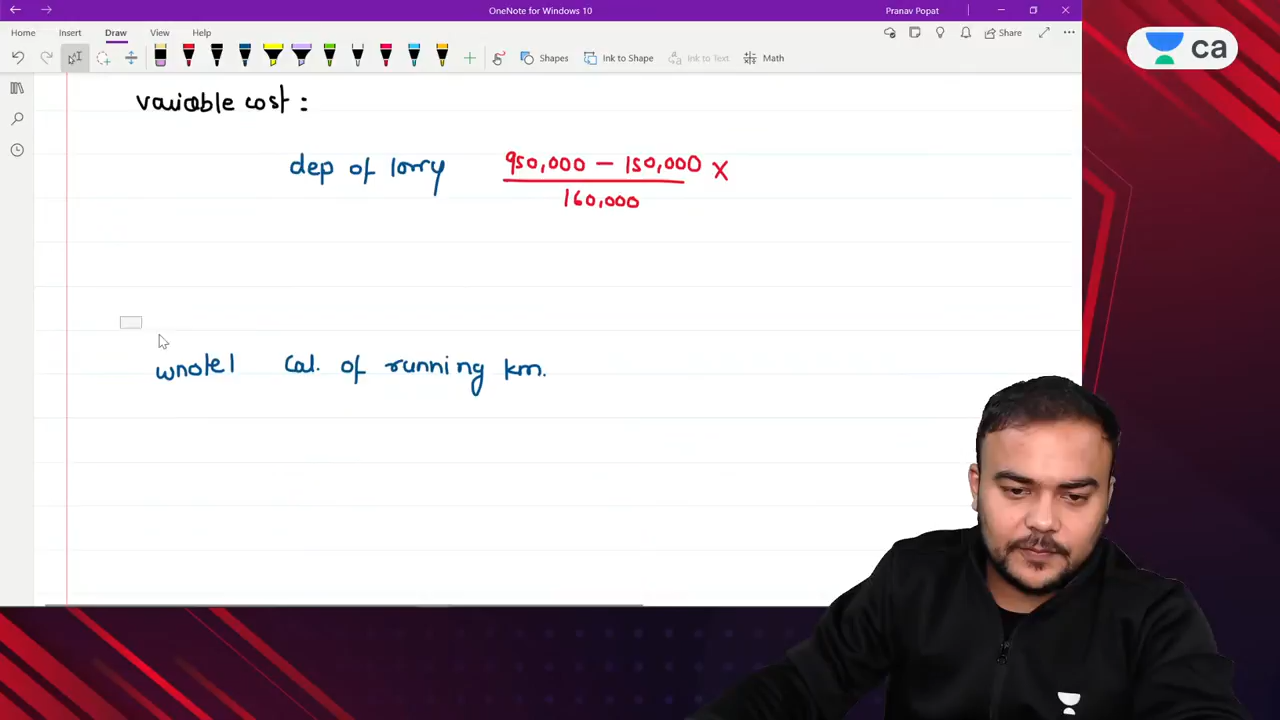 OneNote for Windows 10
Pranav Popat
Home Insert Draw View Help
Share
Shapes Ink to Shape Ink to Text Math
ca
variable cost :
dep of lorry 950,000 — 150,000 x
160,000
wnote1 Cal. of running km.